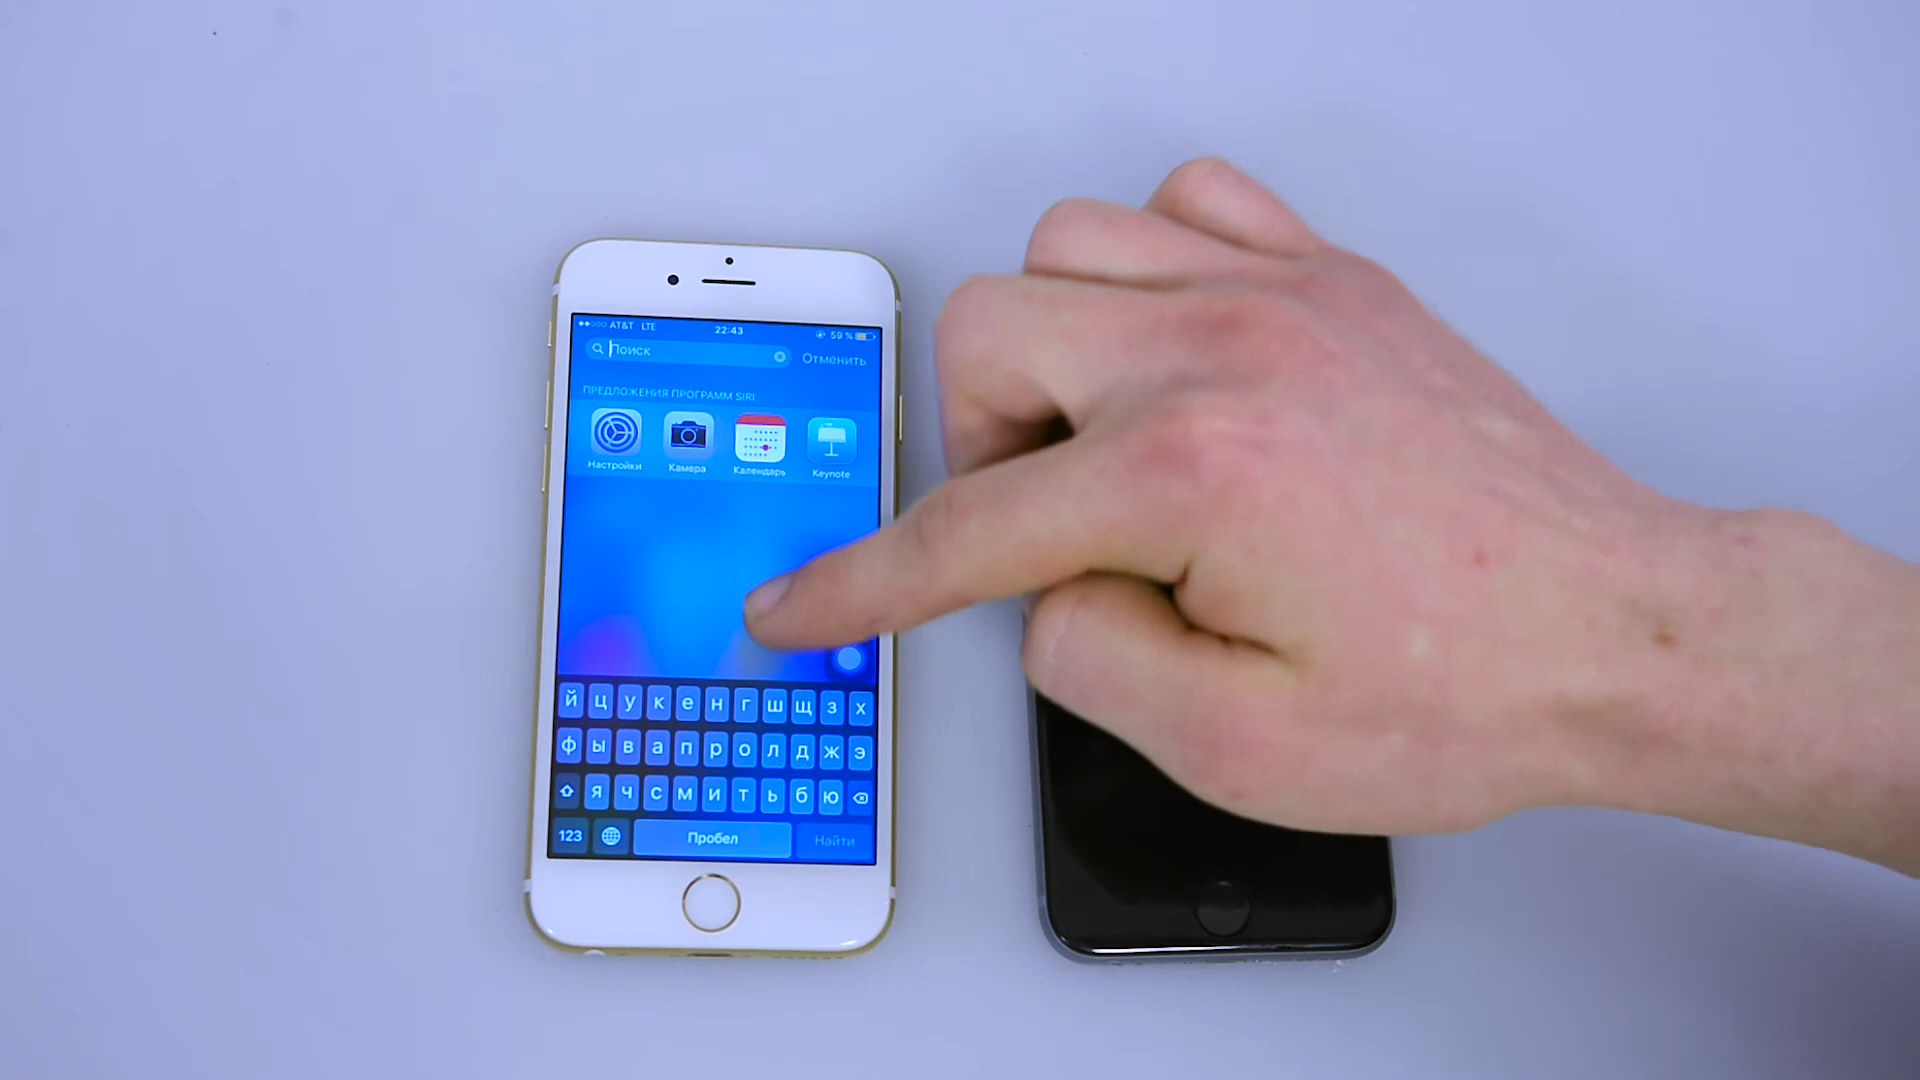 AT&T LTE 22:43 59 %
Поиск Отменить
ПРЕДЛОЖЕНИЯ ПРОГРАММ SIRI
Настройки Камера Календарь Keynote
й ц у к е н г ш щ з х
ф ы в а п р о л д ж э
я ч с м и т ь б ю
123 Пробел Найти